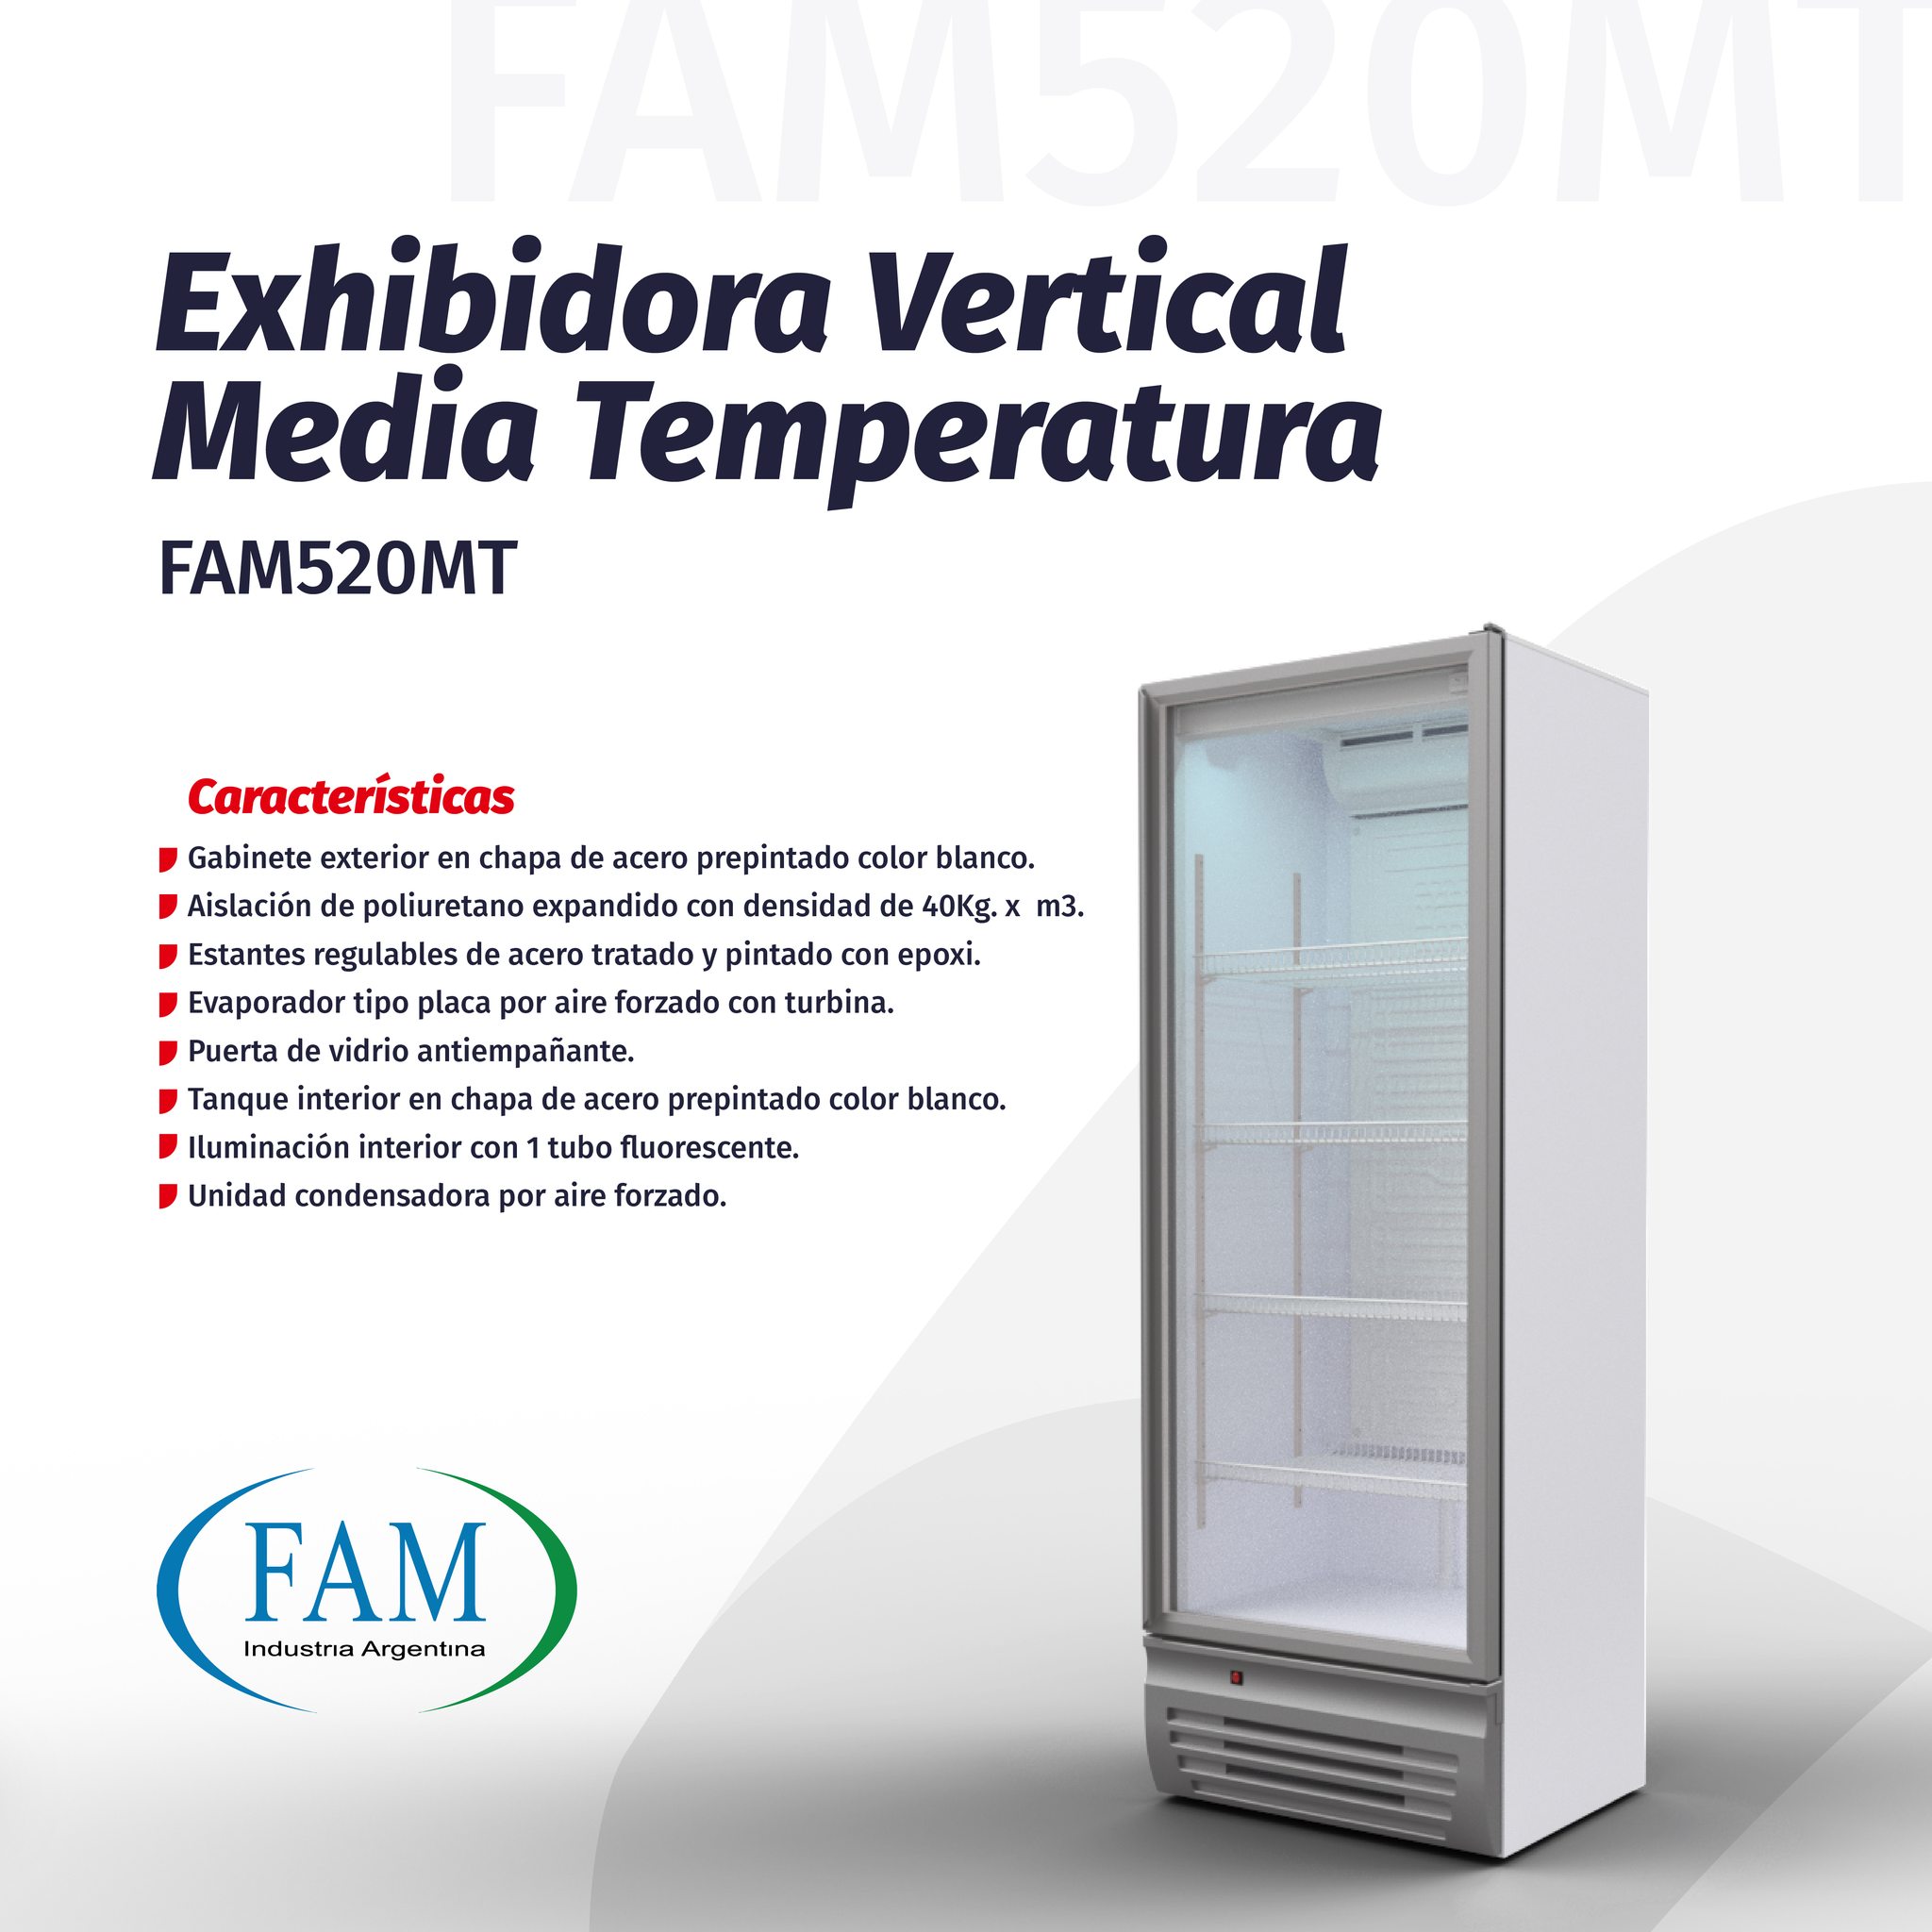 FAM520MT
Exhibidora Vertical
Media Temperatura
FAM520MT
Características
Gabinete exterior en chapa de acero prepintado color blanco.
Aislación de poliuretano expandido con densidad de 40Kg. x  m3.
Estantes regulables de acero tratado y pintado con epoxi.
Evaporador tipo placa por aire forzado con turbina.
Puerta de vidrio antiempañante.
Tanque interior en chapa de acero prepintado color blanco.
Iluminación interior con 1 tubo fluorescente.
Unidad condensadora por aire forzado.
FAM
Industria Argentina